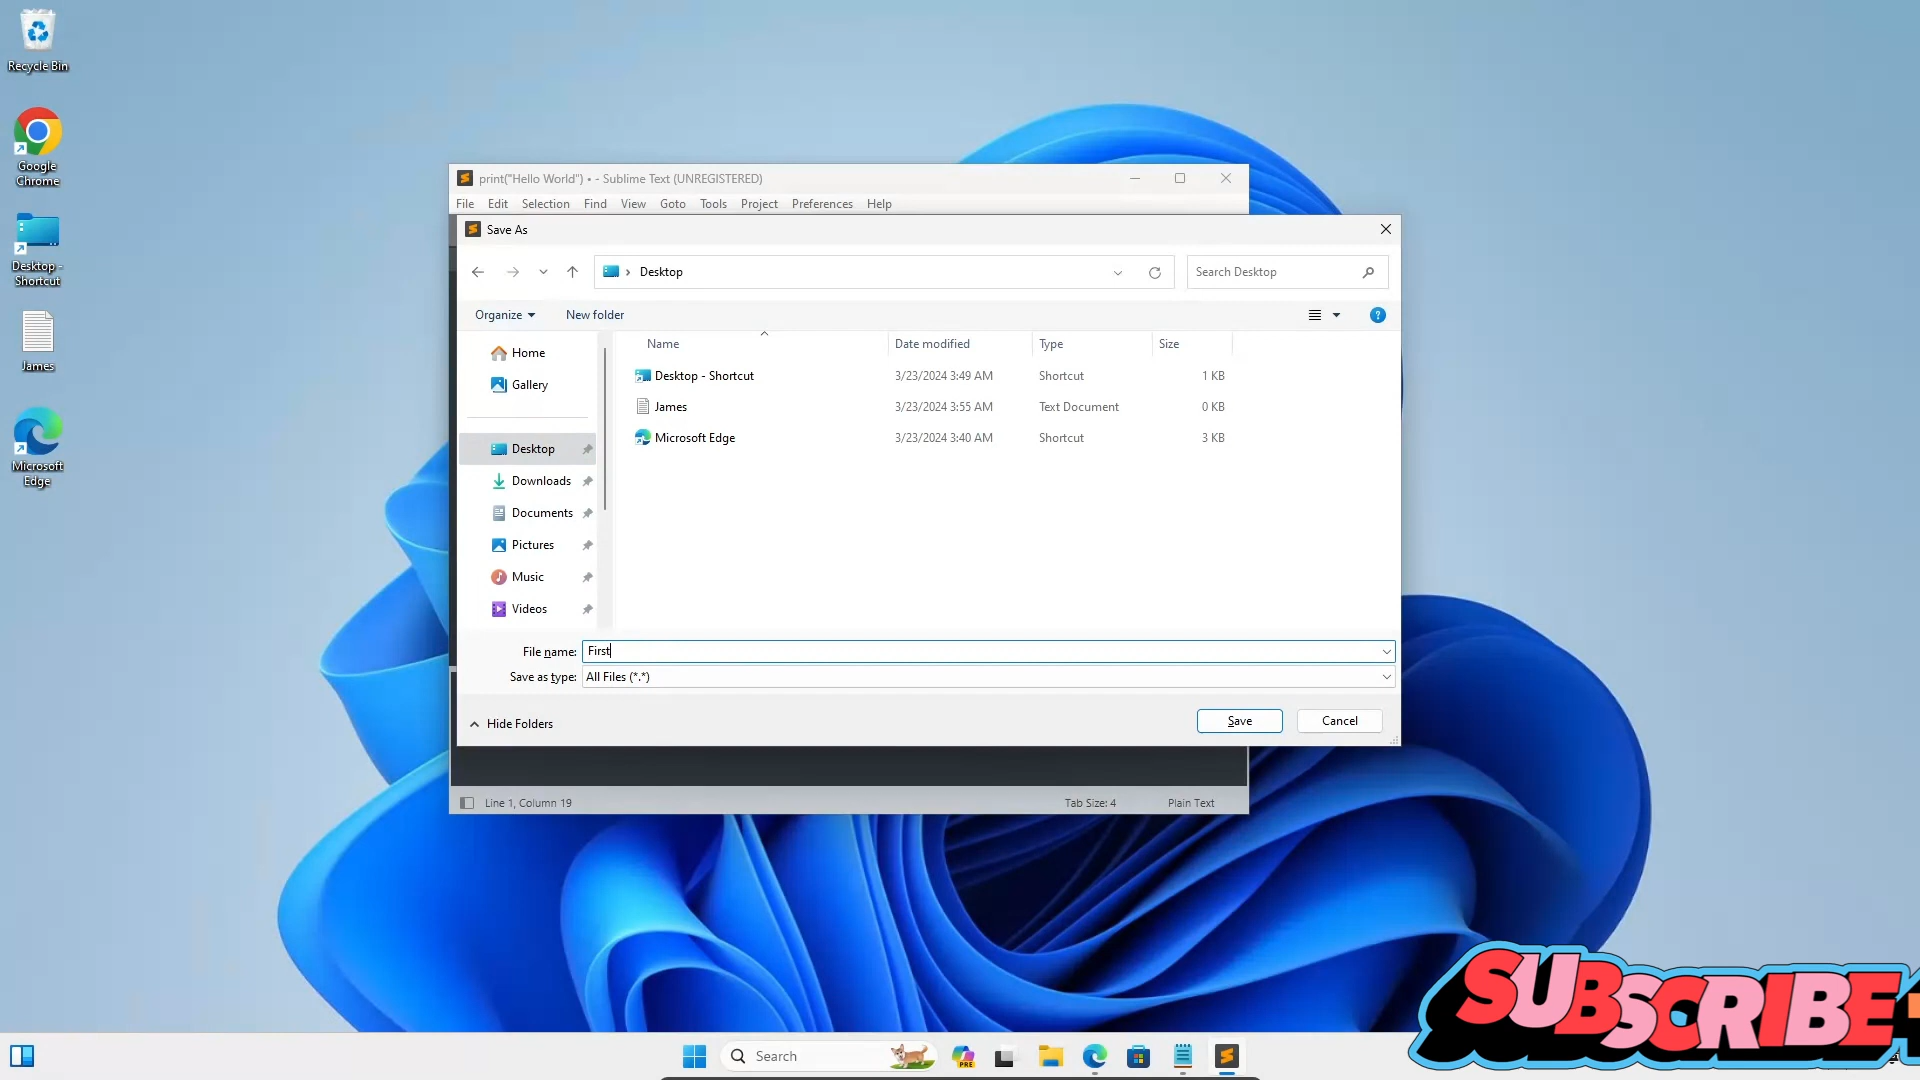 Recycle Bin
Google
Chrome
Desktop -
Shortcut
James
Microsoft
Edge
print("Hello World") • - Sublime Text (UNREGISTERED)
File Edit Selection Find View Goto Tools Project Preferences Help
Save As
Desktop
Search Desktop
Organize New folder
Name Date modified Type Size
Home
Gallery
Desktop
Downloads
Documents
Pictures
Music
Videos
Desktop - Shortcut 3/23/2024 3:49 AM Shortcut 1 KB
James 3/23/2024 3:55 AM Text Document 0 KB
Microsoft Edge 3/23/2024 3:40 AM Shortcut 3 KB
File name: First
Save as type: All Files (*.*)
Hide Folders
Save Cancel
Line 1, Column 19 Tab Size: 4 Plain Text
Search
PRE
SUBSCRIBE